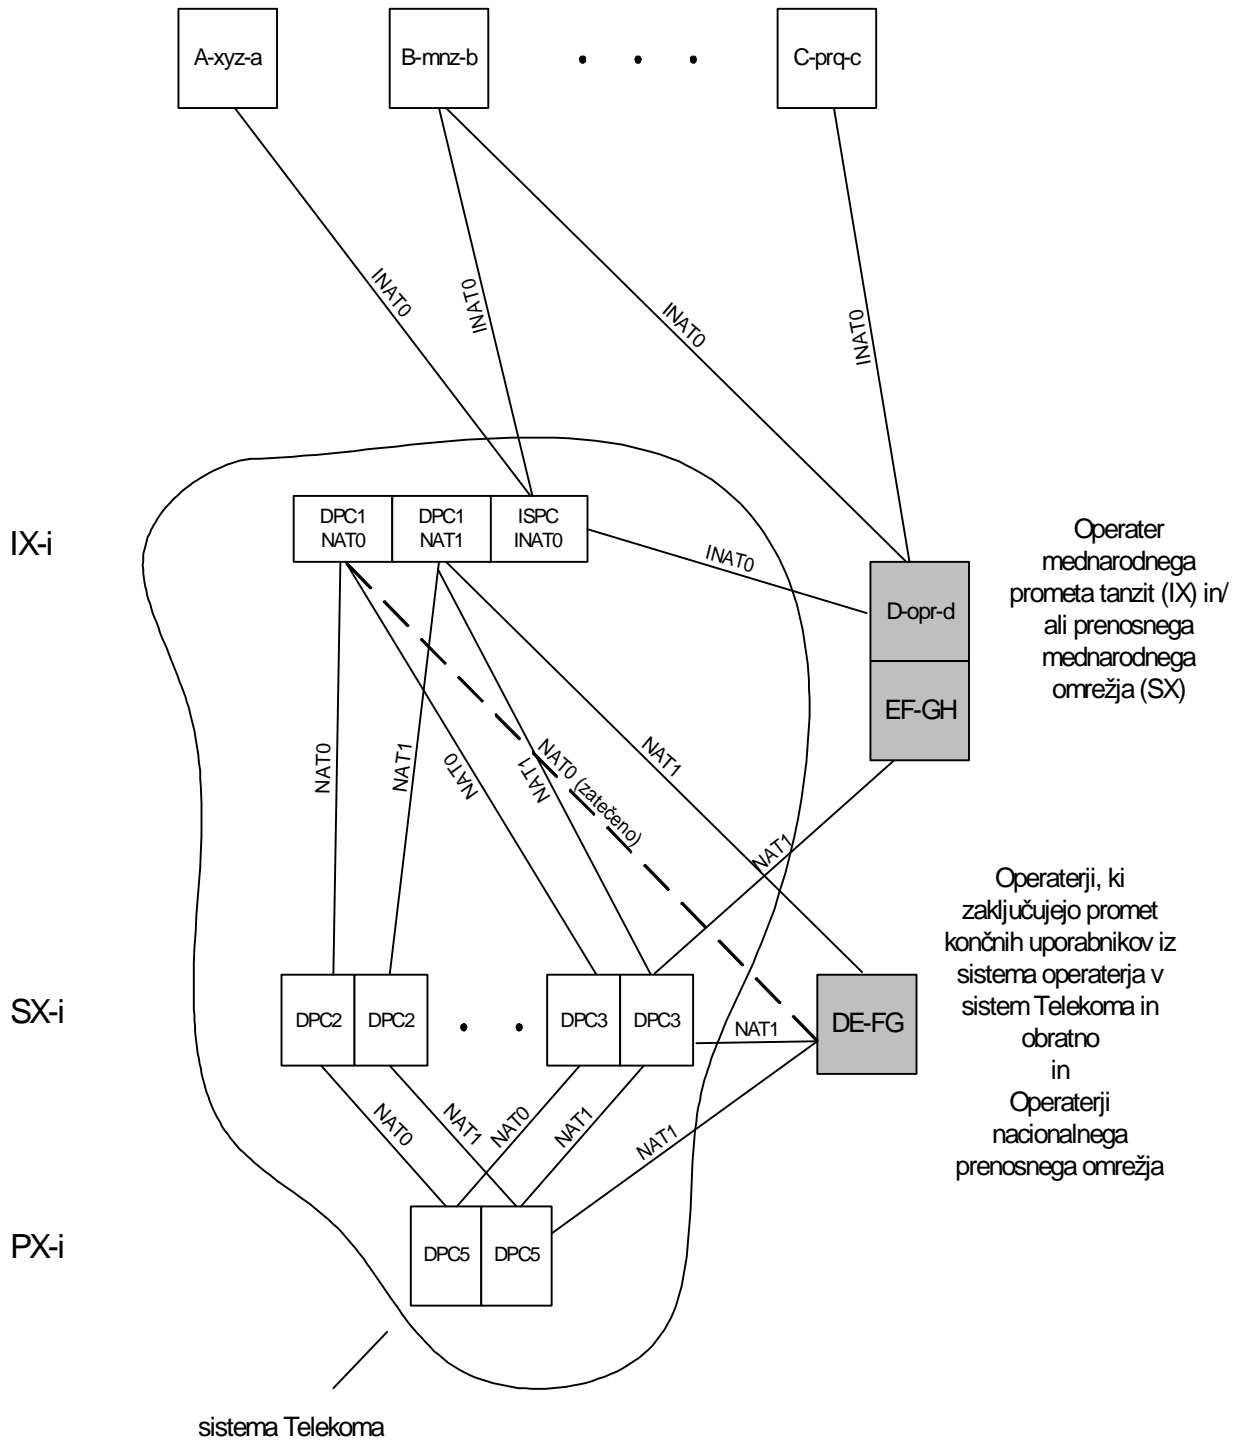 A-xyz-a
B-mnz-b
C-prq-c
INAT0
INAT0
INAT0
INAT0
IX-i
DPC1
NAT0
DPC1
NAT1
ISPC
INAT0
INAT0
D-opr-d
EF-GH
Operater
mednarodnega
prometa tanzit (IX) in/
ali prenosnega
mednarodnega
omrežja (SX)
NAT0
NAT1
NAT0
NAT1
NAT0 (zatečeno)
NAT1
NAT1
SX-i
DPC2
DPC2
DPC3
DPC3
NAT1
DE-FG
Operaterji, ki
zaključujejo promet
končnih uporabnikov iz
sistema operaterja v
sistem Telekoma in
obratno
in
Operaterji
nacionalnega
prenosnega omrežja
NAT0
NAT1
NAT0
NAT1
NAT1
PX-i
DPC5
DPC5
sistema Telekoma